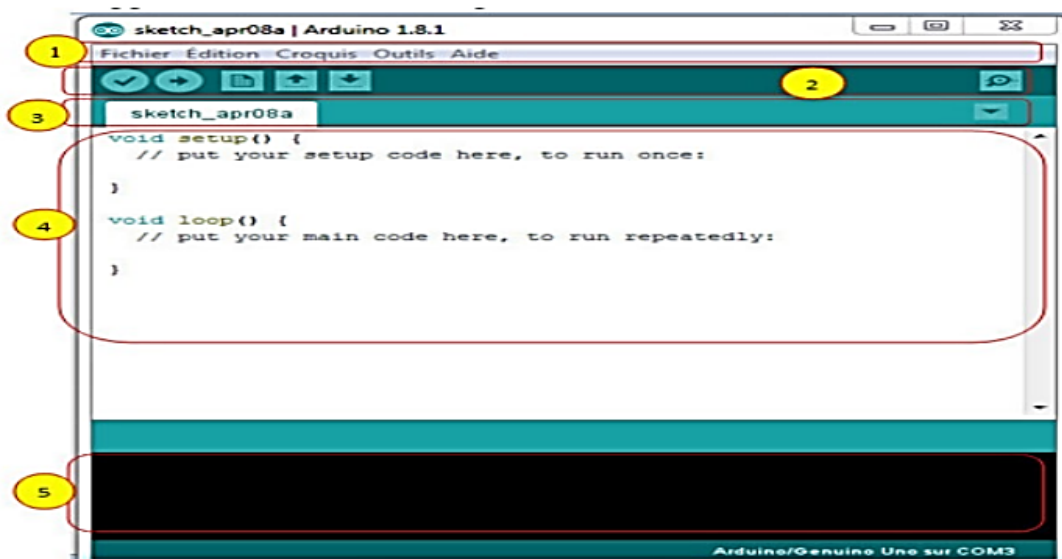 sketch_apr08a | Arduino 1.8.1
1
Fichier Édition Croquis Outils Aide
2
3
sketch_apr08a
void setup() {
// put your setup code here, to run once:
}
4
void loop() {
// put your main code here, to run repeatedly:
}
5
Arduino/Genuino Uno sur COM3